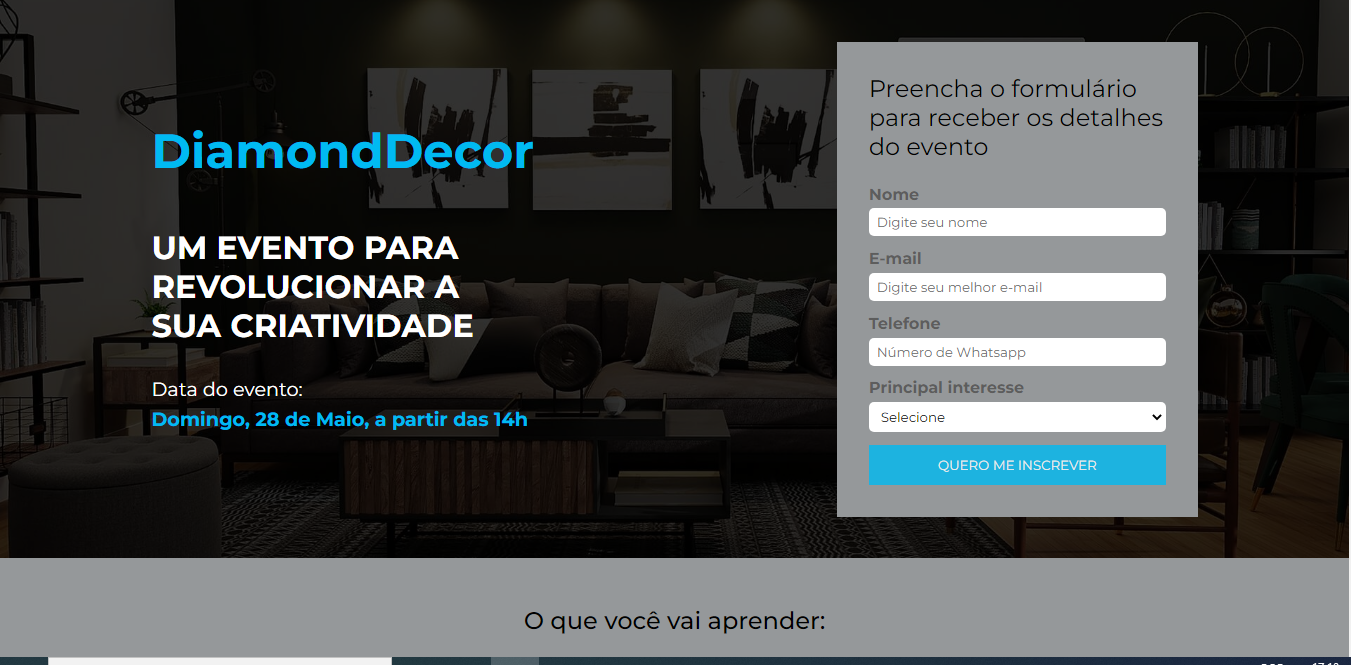 DiamondDecor
UM EVENTO PARA
REVOLUCIONAR A
SUA CRIATIVIDADE
Data do evento:
Domingo, 28 de Maio, a partir das 14h
Preencha o formulário
para receber os detalhes
do evento
Nome
Digite seu nome
E-mail
Digite seu melhor e-mail
Telefone
Número de Whatsapp
Principal interesse
Selecione
QUERO ME INSCREVER
O que você vai aprender: